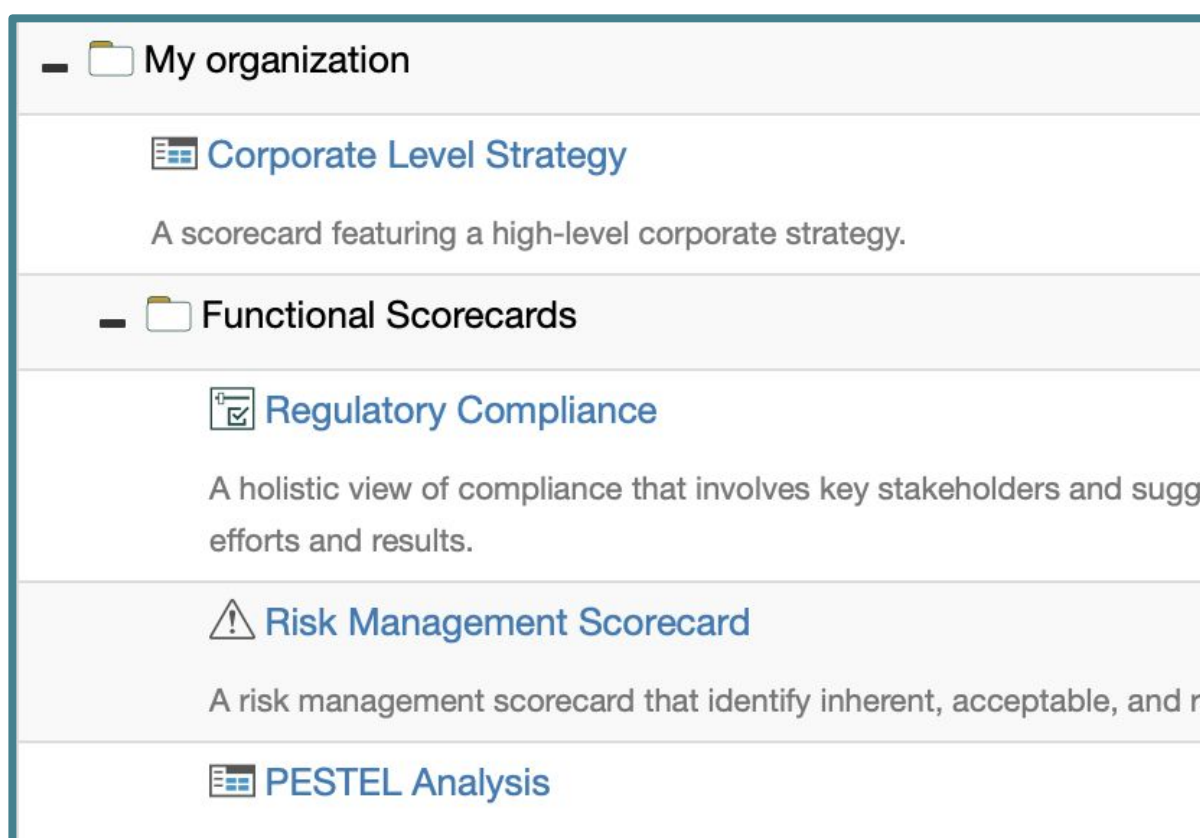 My organization
Corporate Level Strategy
A scorecard featuring a high-level corporate strategy.
Functional Scorecards
Regulatory Compliance
A holistic view of compliance that involves key stakeholders and
efforts and results.
Risk Management Scorecard
A risk management scorecard that identify inherent, acceptable, and
PESTEL Analysis